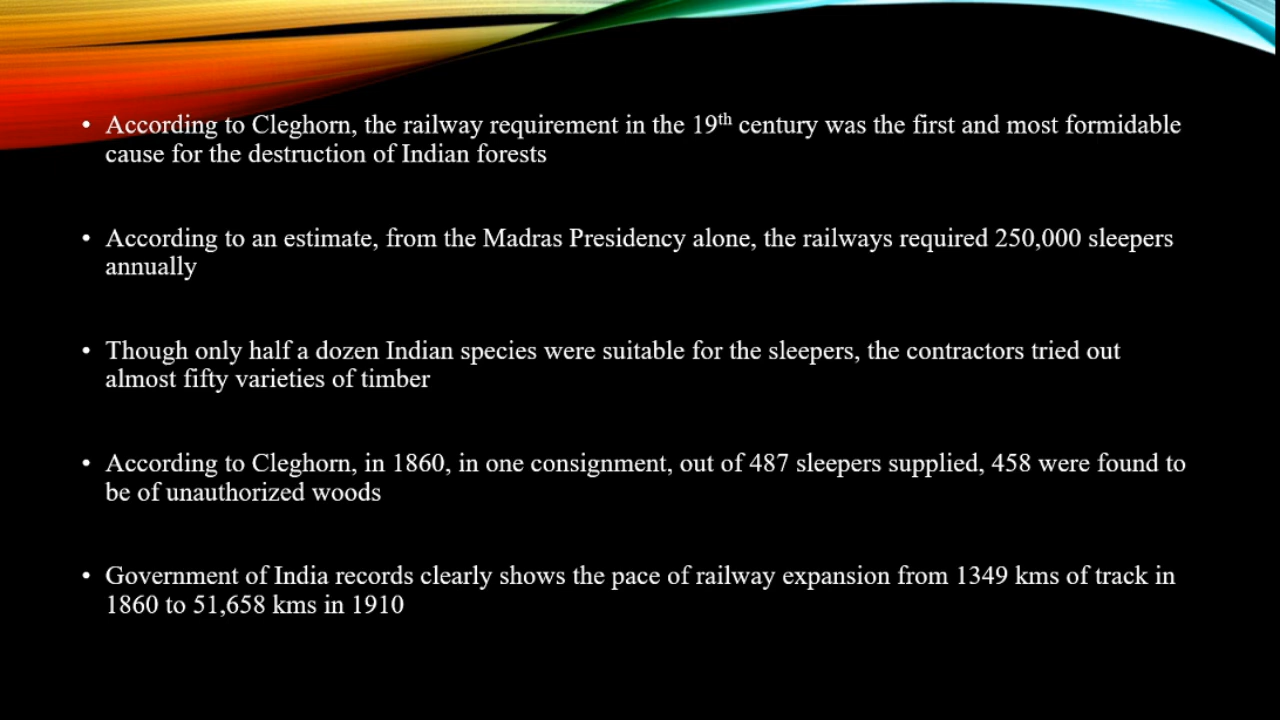 • According to Cleghorn, the railway requirement in the 19th century was the first and most formidable
cause for the destruction of Indian forests
• According to an estimate, from the Madras Presidency alone, the railways required 250,000 sleepers
annually
• Though only half a dozen Indian species were suitable for the sleepers, the contractors tried out
almost fifty varieties of timber
• According to Cleghorn, in 1860, in one consignment, out of 487 sleepers supplied, 458 were found to
be of unauthorized woods
• Government of India records clearly shows the pace of railway expansion from 1349 kms of track in
1860 to 51,658 kms in 1910